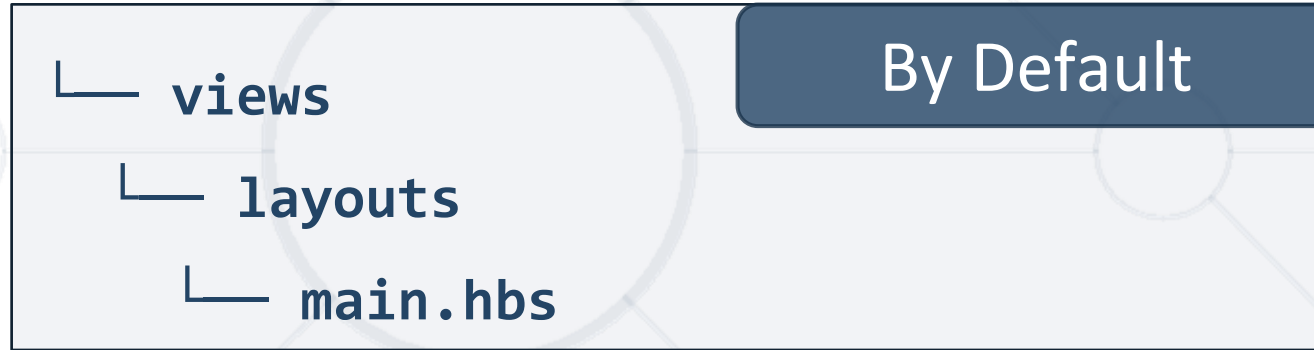 By Default
└── views
└── layouts
└── main.hbs